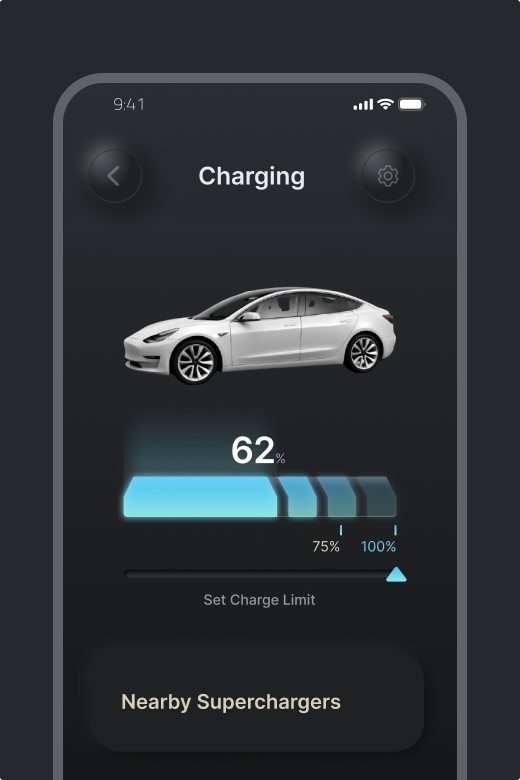 9:41
Charging
62%
75% 100%
Set Charge Limit
Nearby Superchargers